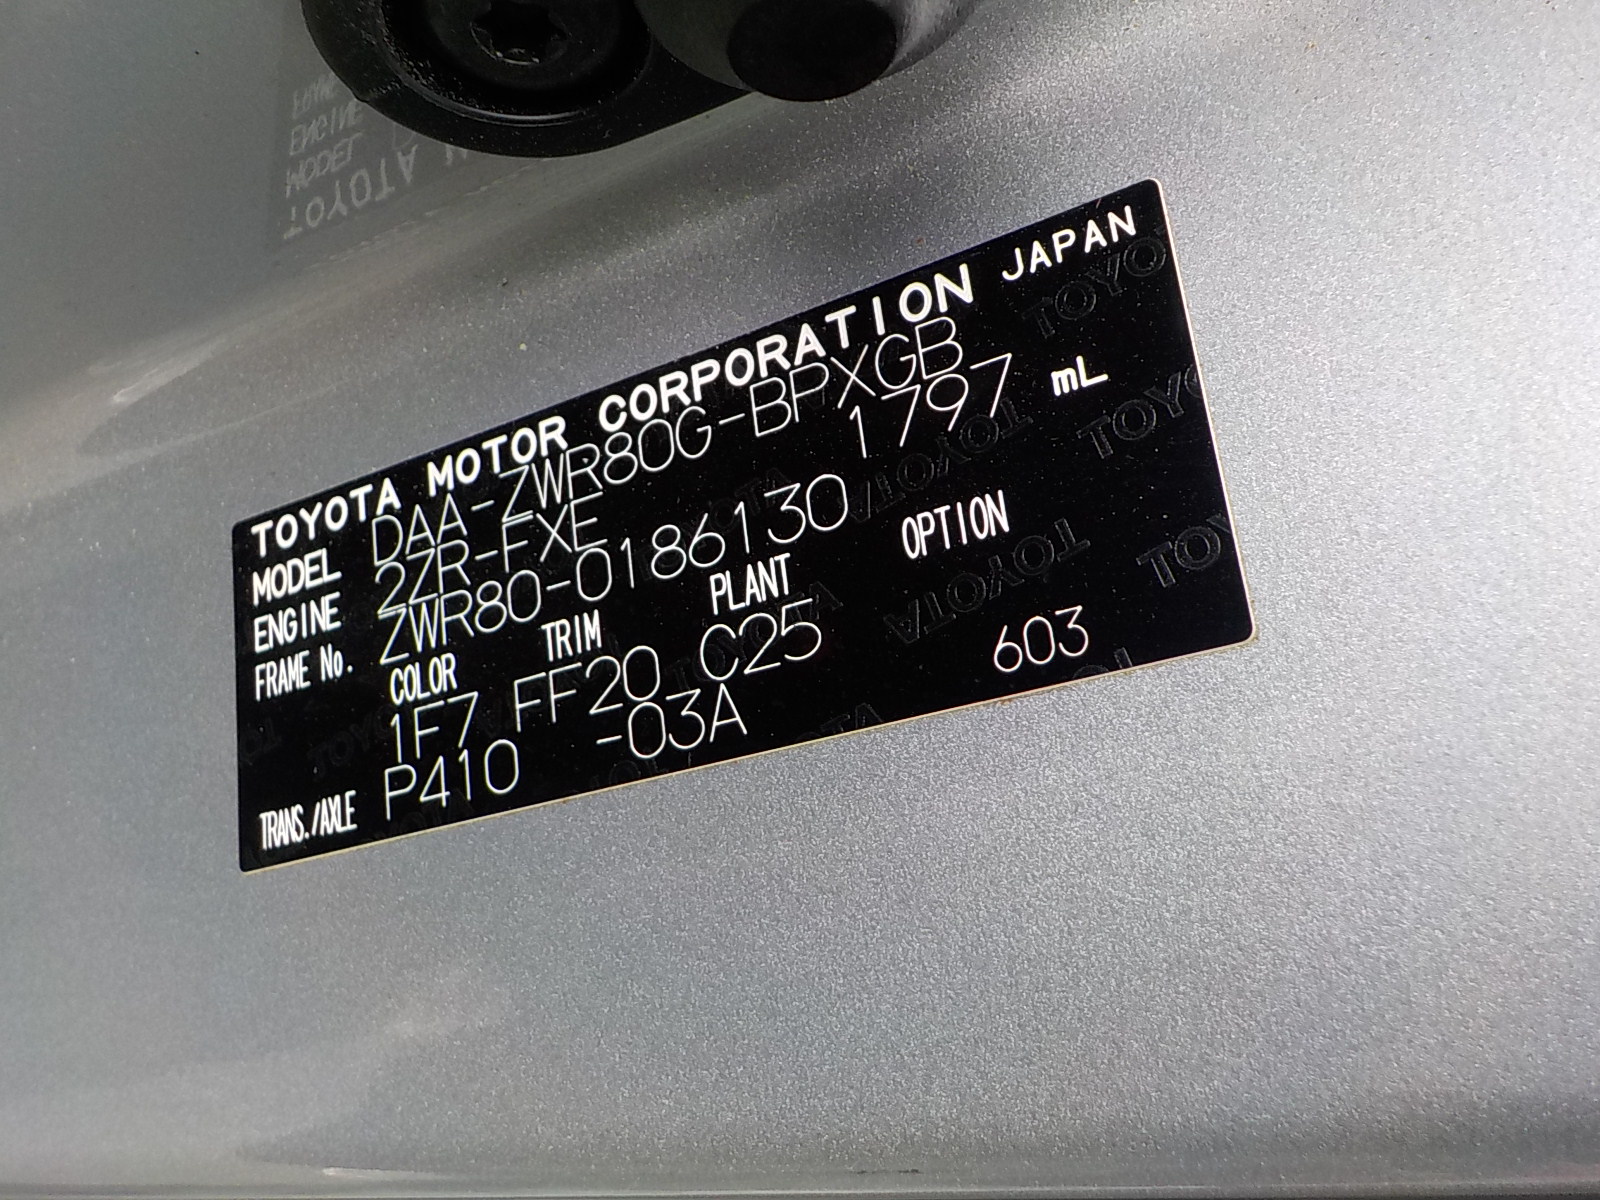 TOYOTA MOTOR CORPORATION JAPAN
MODEL DAA-ZWR80G-BPXGB
ENGINE 2ZR-FXE 1797 mL
FRAME No. ZWR80-0186130
COLOR TRIM PLANT OPTION
1F7 FF20 C25 603
TRANS./AXLE P410 -03A